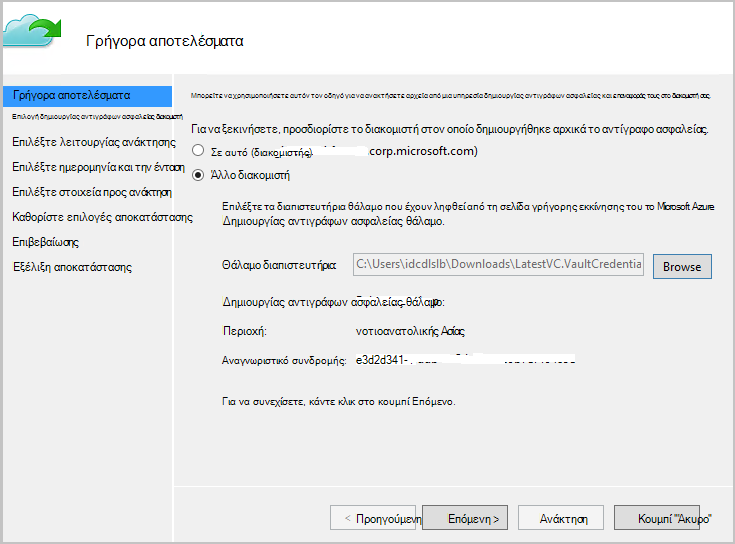 Γρήγορα αποτελέσματα
Γρήγορα αποτελέσματα
Επιλογή δημιουργίας αντιγράφων ασφαλείας διακομιστή
Επιλέξτε λειτουργίας ανάκτησης
Επιλέξτε ημερομηνία και την ένταση
Επιλέξτε στοιχεία προς ανάκτηση
Καθορίστε επιλογές αποκατάστασης
Επιβεβαίωσης
Εξέλιξη αποκατάστασης
Μπορείτε να χρησιμοποιήσετε αυτόν τον οδηγό για να ανακτήσετε αρχεία από μια υπηρεσία δημιουργίας αντιγράφων ασφαλείας και επαναφοράς τους στο διακομιστή σας.
Για να ξεκινήσετε, προσδιορίστε το διακομιστή στον οποίο δημιουργήθηκε αρχικά το αντίγραφο ασφαλείας.
Σε αυτό (διακομιστής) corp.microsoft.com)
Άλλο διακομιστή
Επιλέξτε τα διαπιστευτήρια θάλαμο που έχουν ληφθεί από τη σελίδα γρήγορης εκκίνησης του το Microsoft Azure
Δημιουργίας αντιγράφων ασφαλείας θάλαμο.
Θάλαμο διαπιστευτήρια: C:\Users\idcdlslb\Downloads\LatestVC.VaultCredentia Browse
Δημιουργίας αντιγράφων ασφαλείας θάλαμο:
Περιοχή: νοτιοανατολικής Ασίας
Αναγνωριστικό συνδρομής: e3d2d341-
Για να συνεχίσετε, κάντε κλικ στο κουμπί Επόμενο.
< Προηγούμενη Επόμενη > Ανάκτηση Κουμπί "Άκυρο"